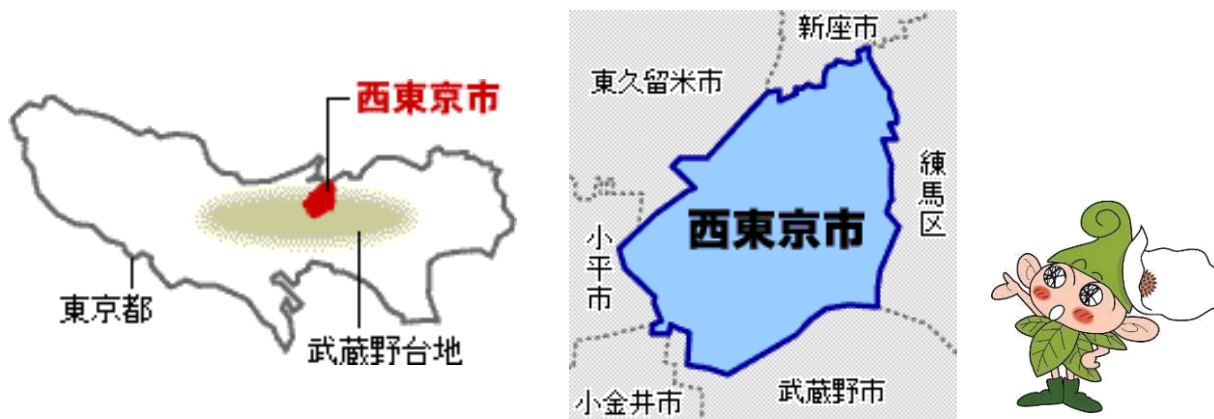 西東京市
東京都
武蔵野台地
新座市
東久留米市
練馬区
西東京市
小平市
小金井市
武蔵野市